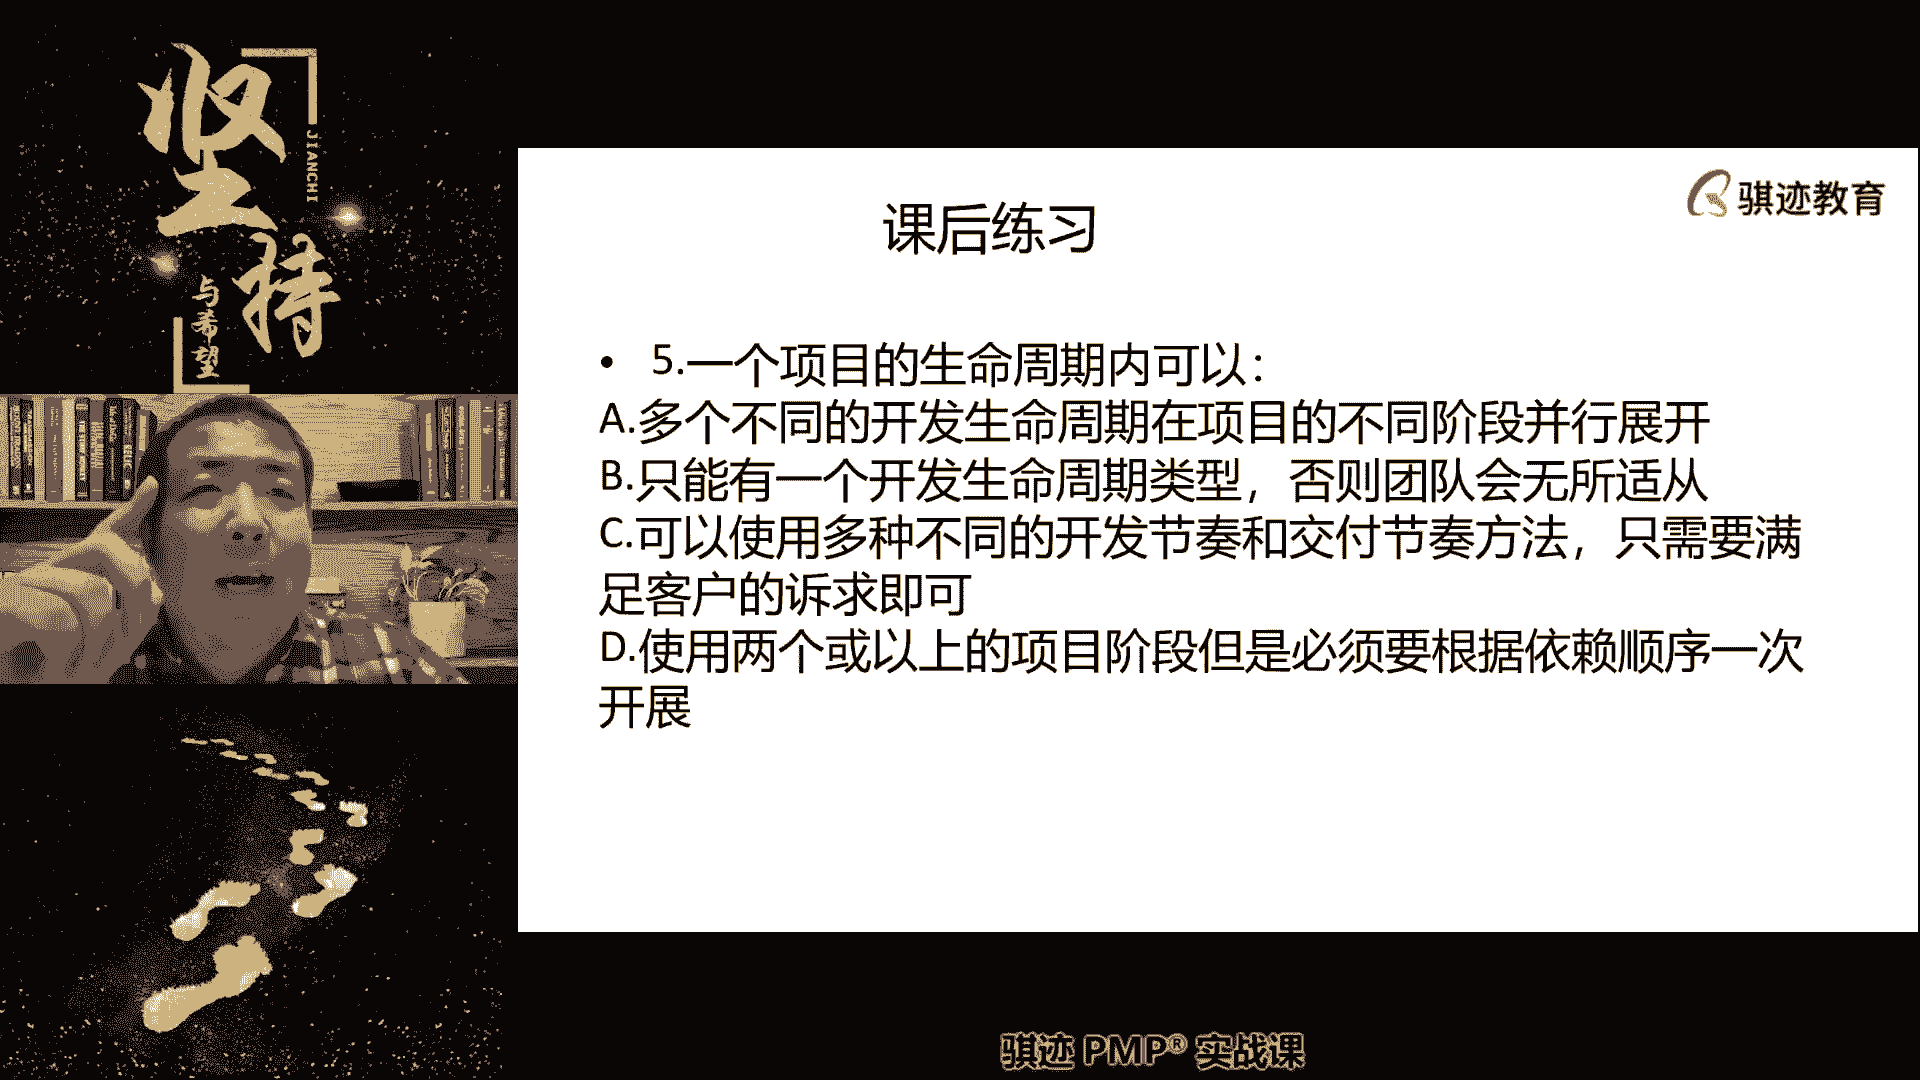 坚持
JIANCHI
与希望
骐迹教育
课后练习
• 5.一个项目的生命周期内可以：
A.多个不同的开发生命周期在项目的不同阶段并行展开
B.只能有一个开发生命周期类型，否则团队会无所适从
C.可以使用多种不同的开发节奏和交付节奏方法，只需要满
足客户的诉求即可
D.使用两个或以上的项目阶段但是必须要根据依赖顺序一次
开展
骐迹 PMP® 实战课